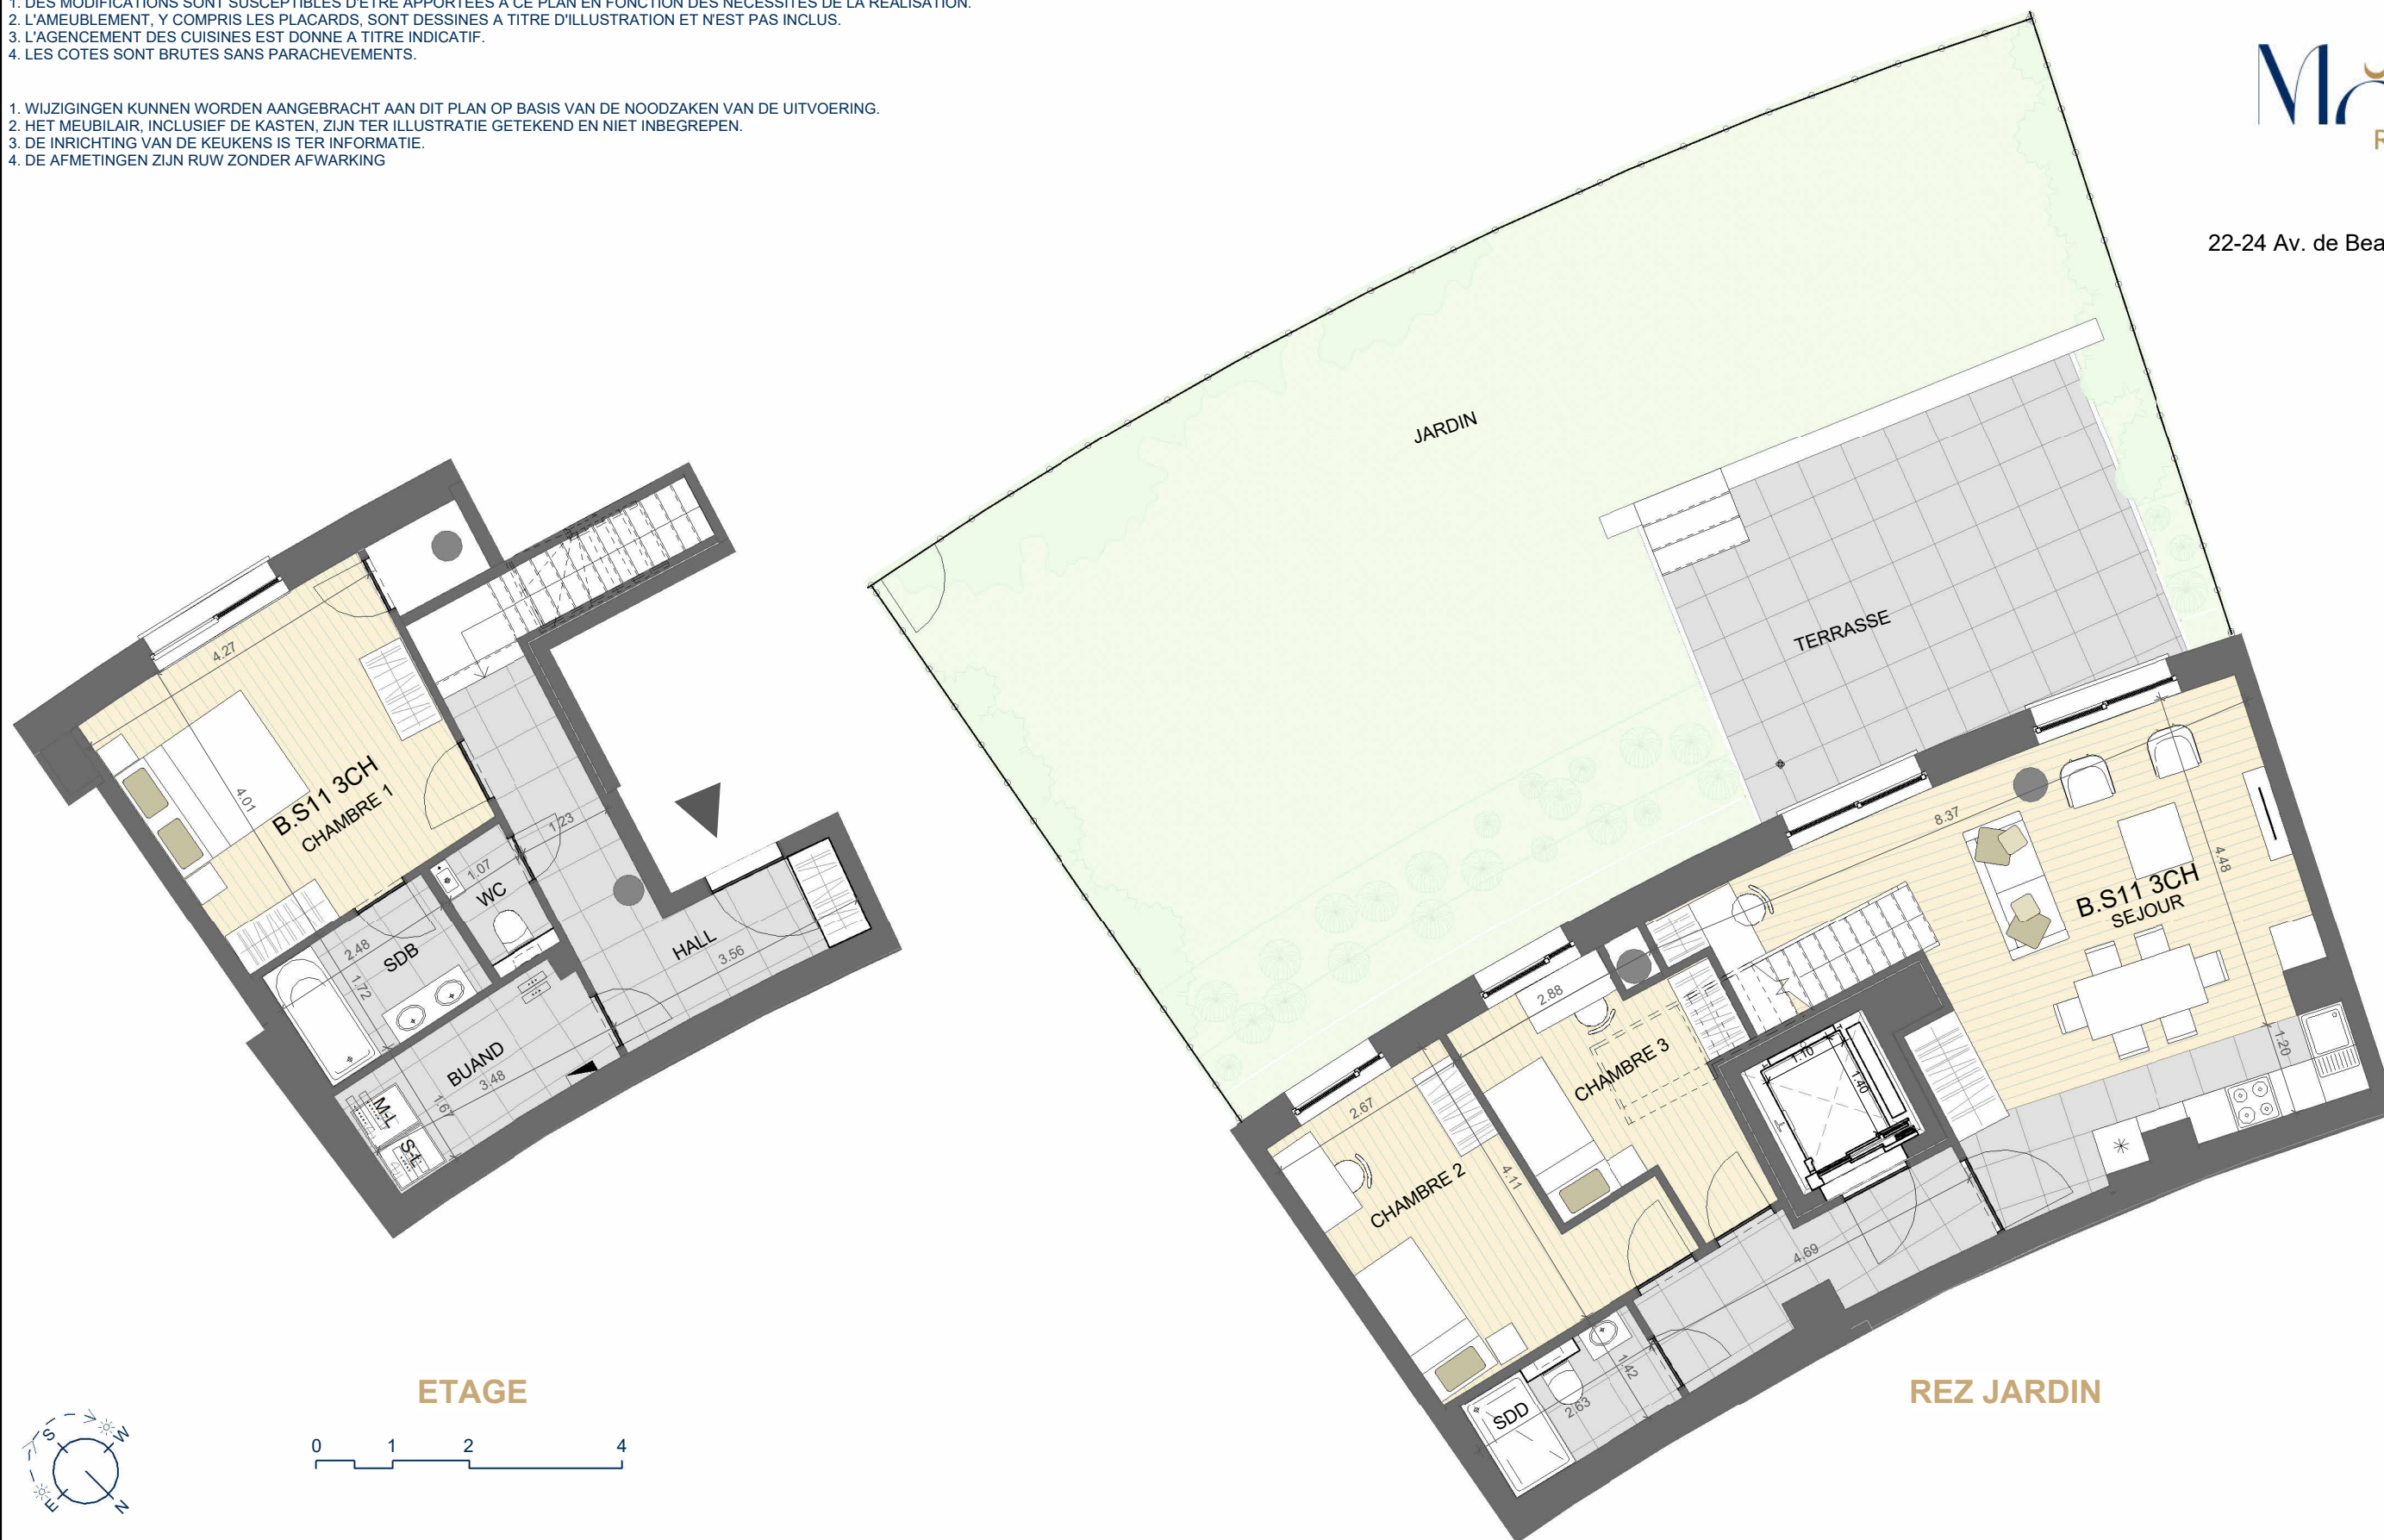 1. DES MODIFICATIONS SONT SUSCEPTIBLES D'ETRE APPORTEES A CE PLAN EN FONCTION DES NECESSITES DE LA REALISATION.
2. L'AMEUBLEMENT, Y COMPRIS LES PLACARDS, SONT DESSINES A TITRE D'ILLUSTRATION ET N'EST PAS INCLUS.
3. L'AGENCEMENT DES CUISINES EST DONNE A TITRE INDICATIF.
4. LES COTES SONT BRUTES SANS PARACHEVEMENTS.
1. WIJZIGINGEN KUNNEN WORDEN AANGEBRACHT AAN DIT PLAN OP BASIS VAN DE NOODZAKEN VAN DE UITVOERING.
2. HET MEUBILAIR, INCLUSIEF DE KASTEN, ZIJN TER ILLUSTRATIE GETEKEND EN NIET INBEGREPEN.
3. DE INRICHTING VAN DE KEUKENS IS TER INFORMATIE.
4. DE AFMETINGEN ZIJN RUW ZONDER AFWARKING
22-24 Av. de Bea
JARDIN
TERRASSE
4.27
4.01
B.S11 3CH
CHAMBRE 1
1.23
1.07
WC
2.48
SDB
1.72
HALL
3.56
BUAND
3.48
1.67
M-L
S-L
8.37
4.48
B.S11 3CH
SEJOUR
1.20
2.88
CHAMBRE 3
1.10
1.40
2.67
4.11
CHAMBRE 2
4.69
1.42
2.63
SDD
ETAGE
REZ JARDIN
0 1 2 4
S
W
E
N